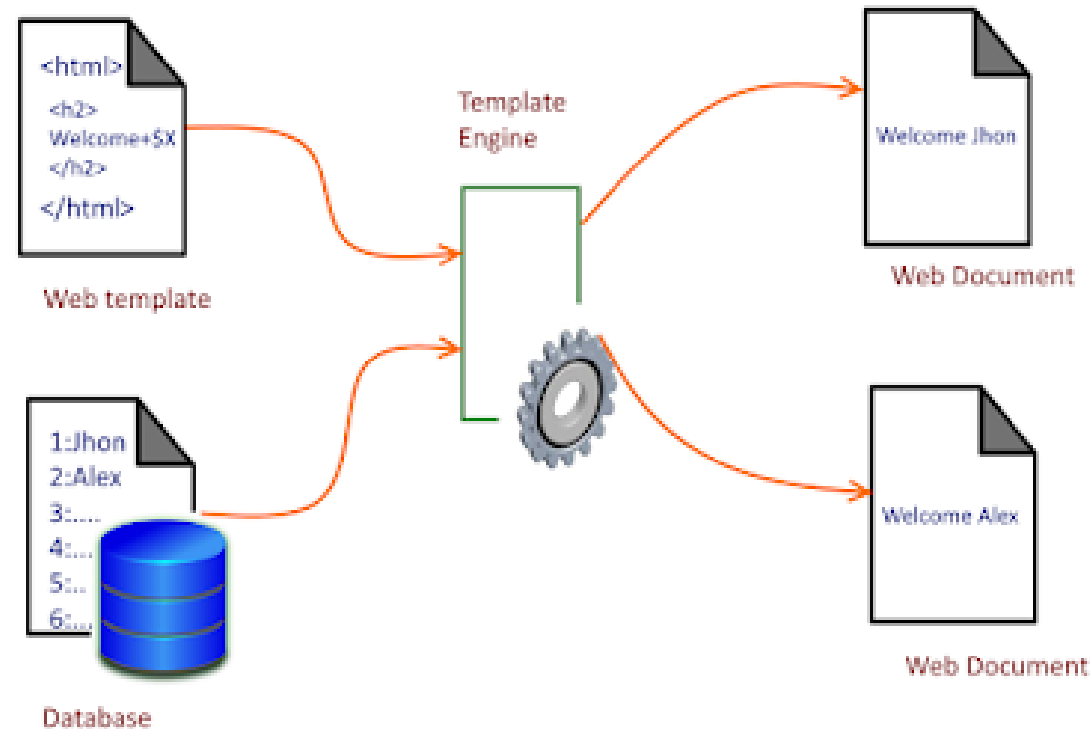 <html>
<h2>
Welcome+$X
</h2>
</html>
Web template
Template
Engine
Welcome Jhon
Web Document
1:Jhon
2:Alex
3:....
4:....
5:...
6:....
Database
Welcome Alex
Web Document